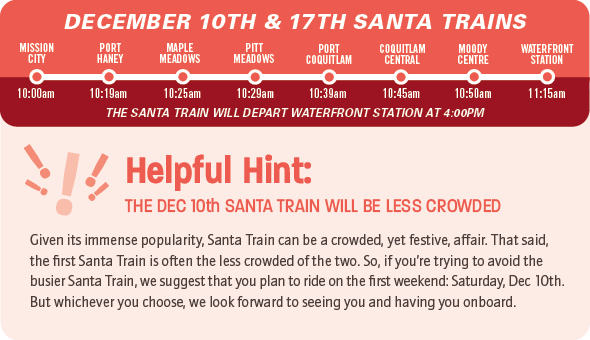 DECEMBER 10TH & 17TH SANTA TRAINS
MISSION CITY
PORT HANEY
MAPLE MEADOWS
PITT MEADOWS
PORT COQUITLAM
COQUITLAM CENTRAL
MOODY CENTRE
WATERFRONT STATION
10:00am 10:19am 10:25am 10:29am 10:39am 10:45am 10:50am 11:15am
THE SANTA TRAIN WILL DEPART WATERFRONT STATION AT 4:00PM
Helpful Hint:
THE DEC 10th SANTA TRAIN WILL BE LESS CROWDED
Given its immense popularity, Santa Train can be a crowded, yet festive, affair. That said,
the first Santa Train is often the less crowded of the two. So, if you're trying to avoid the
busier Santa Train, we suggest that you plan to ride on the first weekend: Saturday, Dec 10th.
But whichever you choose, we look forward to seeing you and having you onboard.